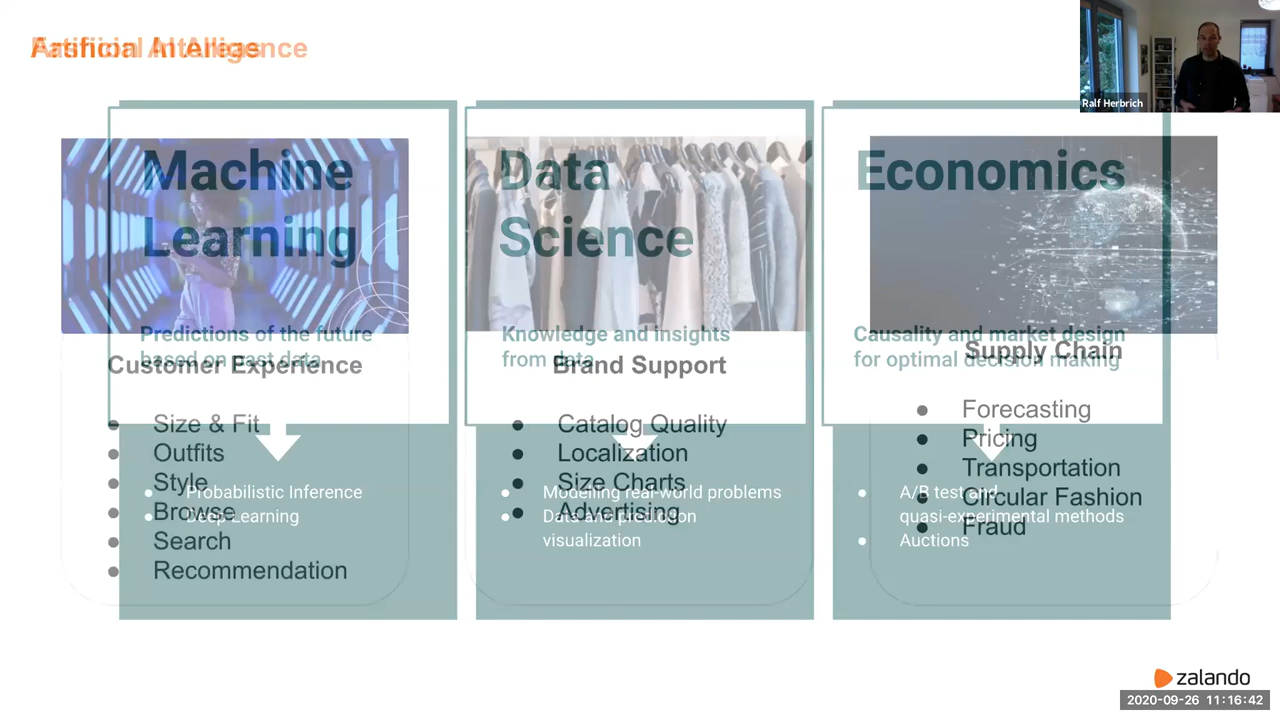 Artificial Intelligence
Fashion AI Areas
Ralf Herbrich
Machine
Learning
Predictions of the future
based on past data
Probabilistic Inference
Deep Learning
Data
Science
Knowledge and insights
from data
Modelling real-world problems
Data and prediction
visualization
Economics
Causality and market design
for optimal decision making
A/B test and
quasi-experimental methods
Auctions
Customer Experience
Size & Fit
Outfits
Style
Browse
Search
Recommendation
Brand Support
Catalog Quality
Localization
Size Charts
Advertising
Supply Chain
Forecasting
Pricing
Transportation
Circular Fashion
Fraud
zalando
2020-09-26 11:16:42